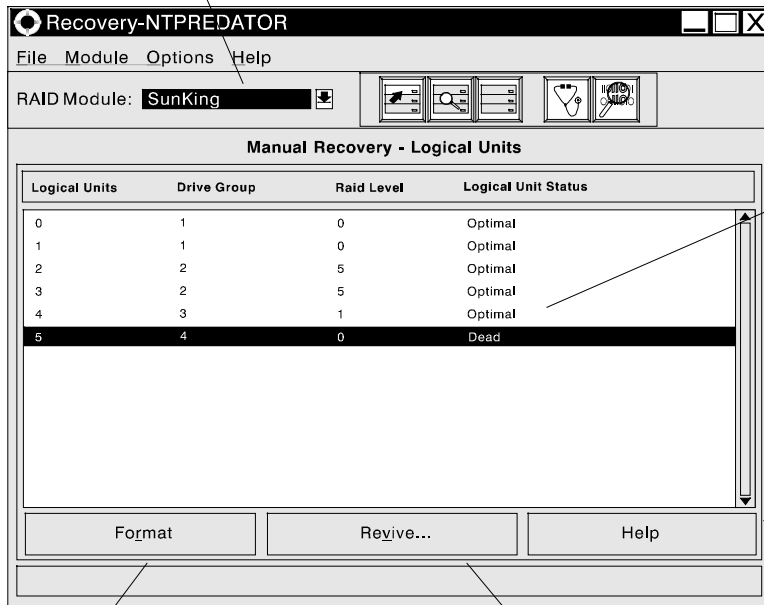 Recovery-NTPREDATOR
File Module Options Help
RAID Module: SunKing
Manual Recovery - Logical Units
Logical Units Drive Group Raid Level Logical Unit Status
0 1 0 Optimal
1 1 0 Optimal
2 2 5 Optimal
3 2 5 Optimal
4 3 1 Optimal
5 4 0 Dead
Format Revive... Help